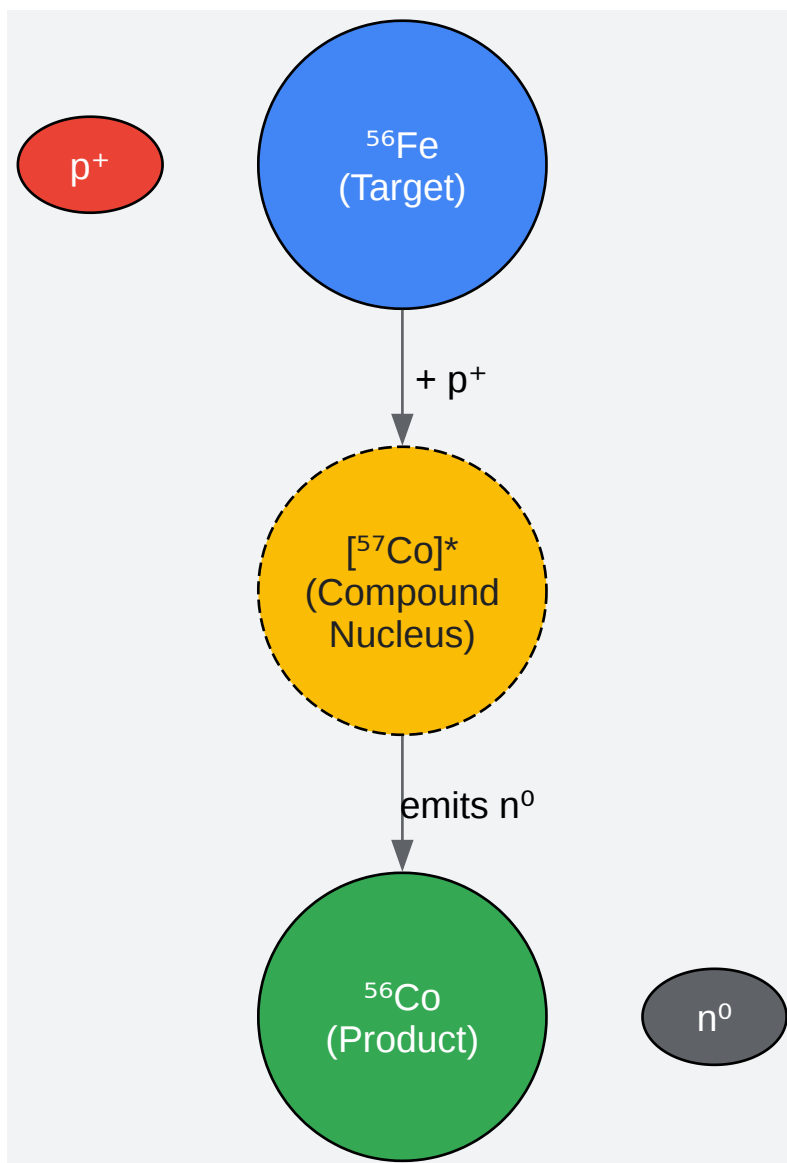 p⁺
⁵⁶Fe
(Target)
+ p⁺
[⁵⁷Co]*
(Compound
Nucleus)
emits n⁰
⁵⁶Co
(Product)
n⁰